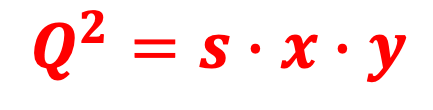 Q² = s · x · y